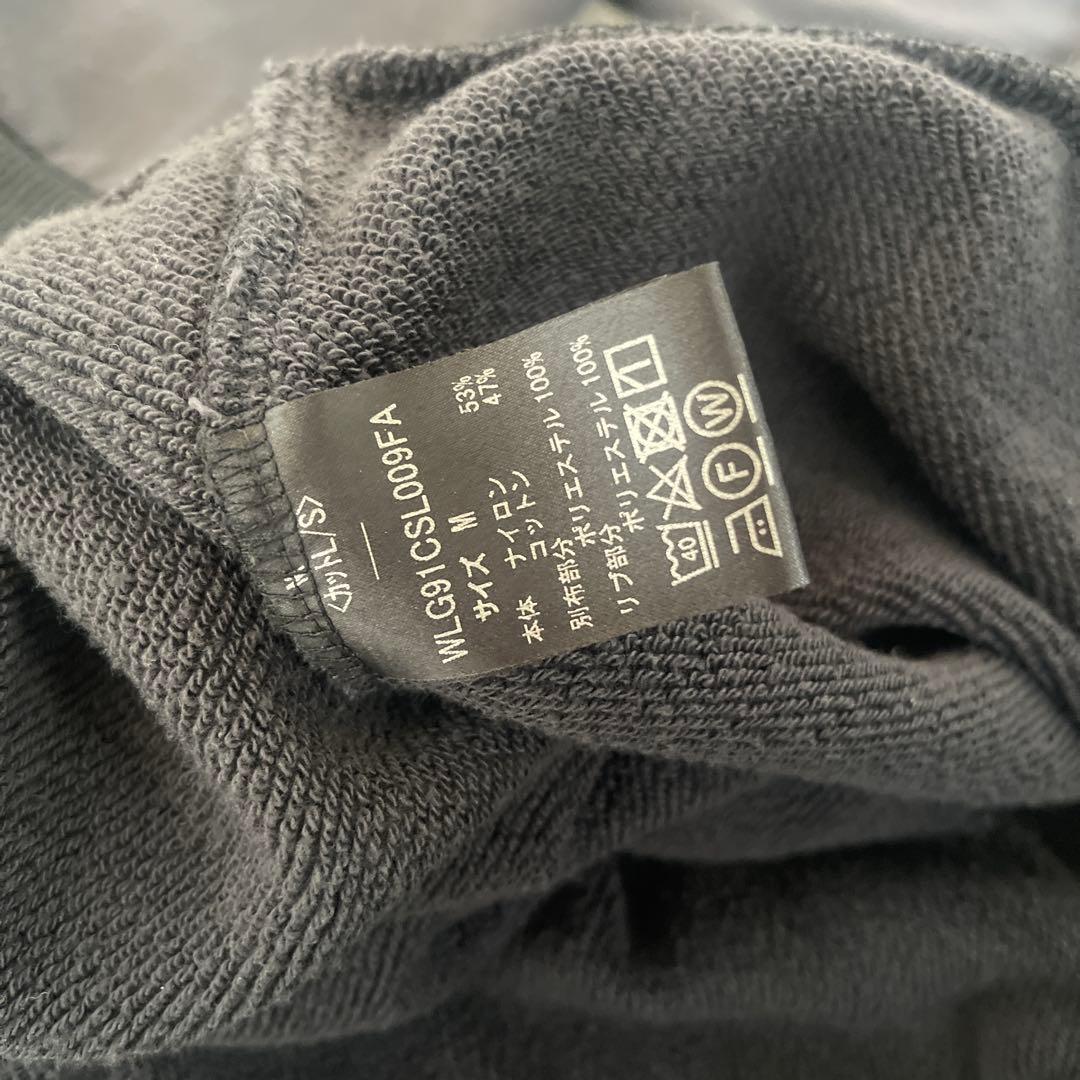 〈カットL/S〉
WLG91CSL009FA
サイズ M
本体 ナイロン 53%
コットン 47%
別布部分
ポリエステル 100%
リブ部分
ポリエステル 100%
40
F W